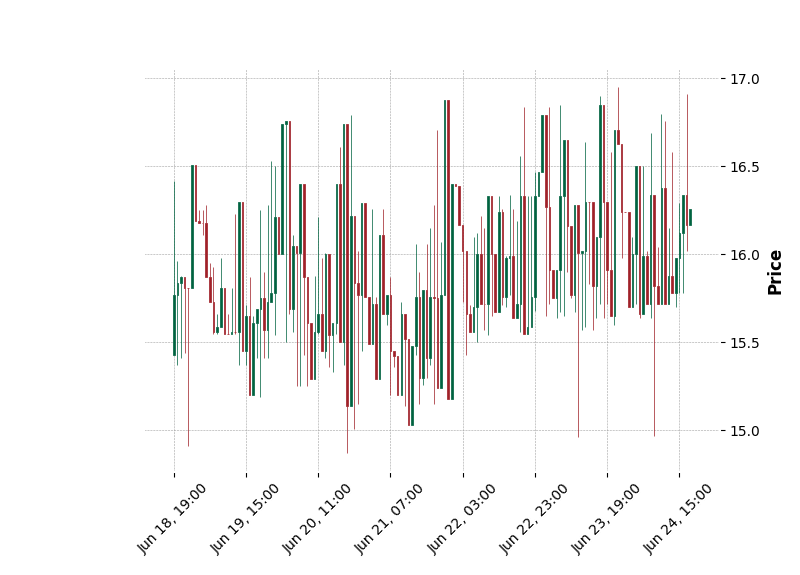 17.0
16.5
16.0
15.5
15.0
Price
Jun 18, 19:00
Jun 19, 15:00
Jun 20, 11:00
Jun 21, 07:00
Jun 22, 03:00
Jun 22, 23:00
Jun 23, 19:00
Jun 24, 15:00